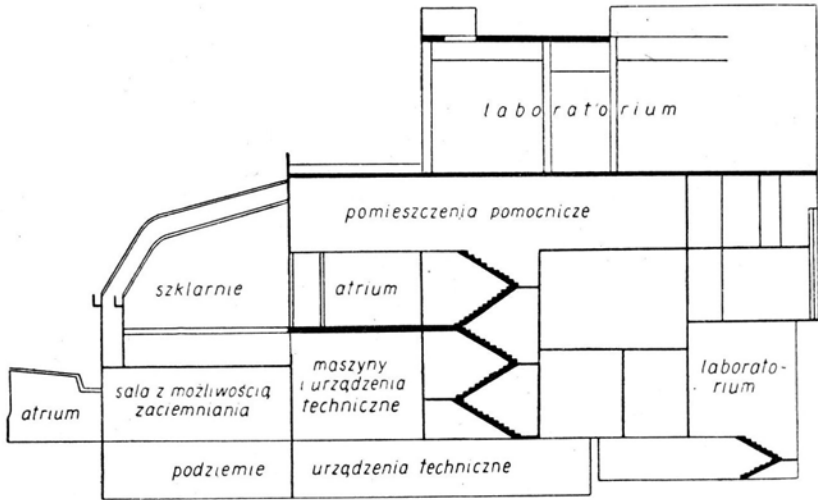 laboratorium
pomieszczenia pomocnicze
szklarnie
atrium
maszyny
i urządzenia
techniczne
laborato-
rium
atrium
sala z możliwością
zaciemniania
podziemie
urządzenia techniczne